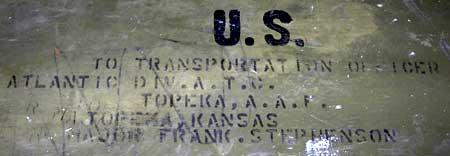 U.S.
TO TRANSPORTATION OFFICER
ATLANTIC DIV. A.T.C.
TOPEKA, A.A.F.
TOPEKA, KANSAS
MAJOR FRANK. STEPHENSON